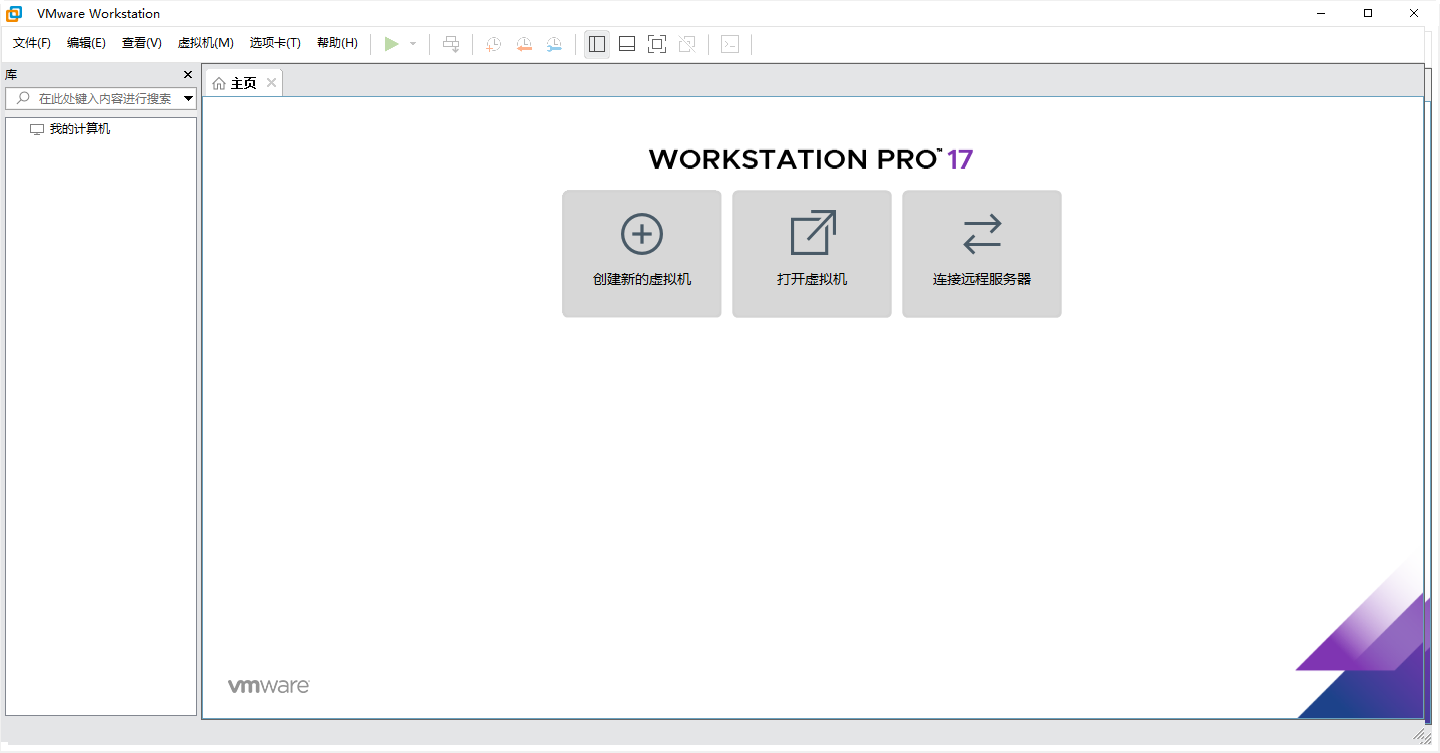 VMware Workstation
文件(F) 编辑(E) 查看(V) 虚拟机(M) 选项卡(T) 帮助(H)
库
在此处键入内容进行搜索
我的计算机
主页
WORKSTATION PRO™ 17
创建新的虚拟机 打开虚拟机 连接远程服务器
vmware